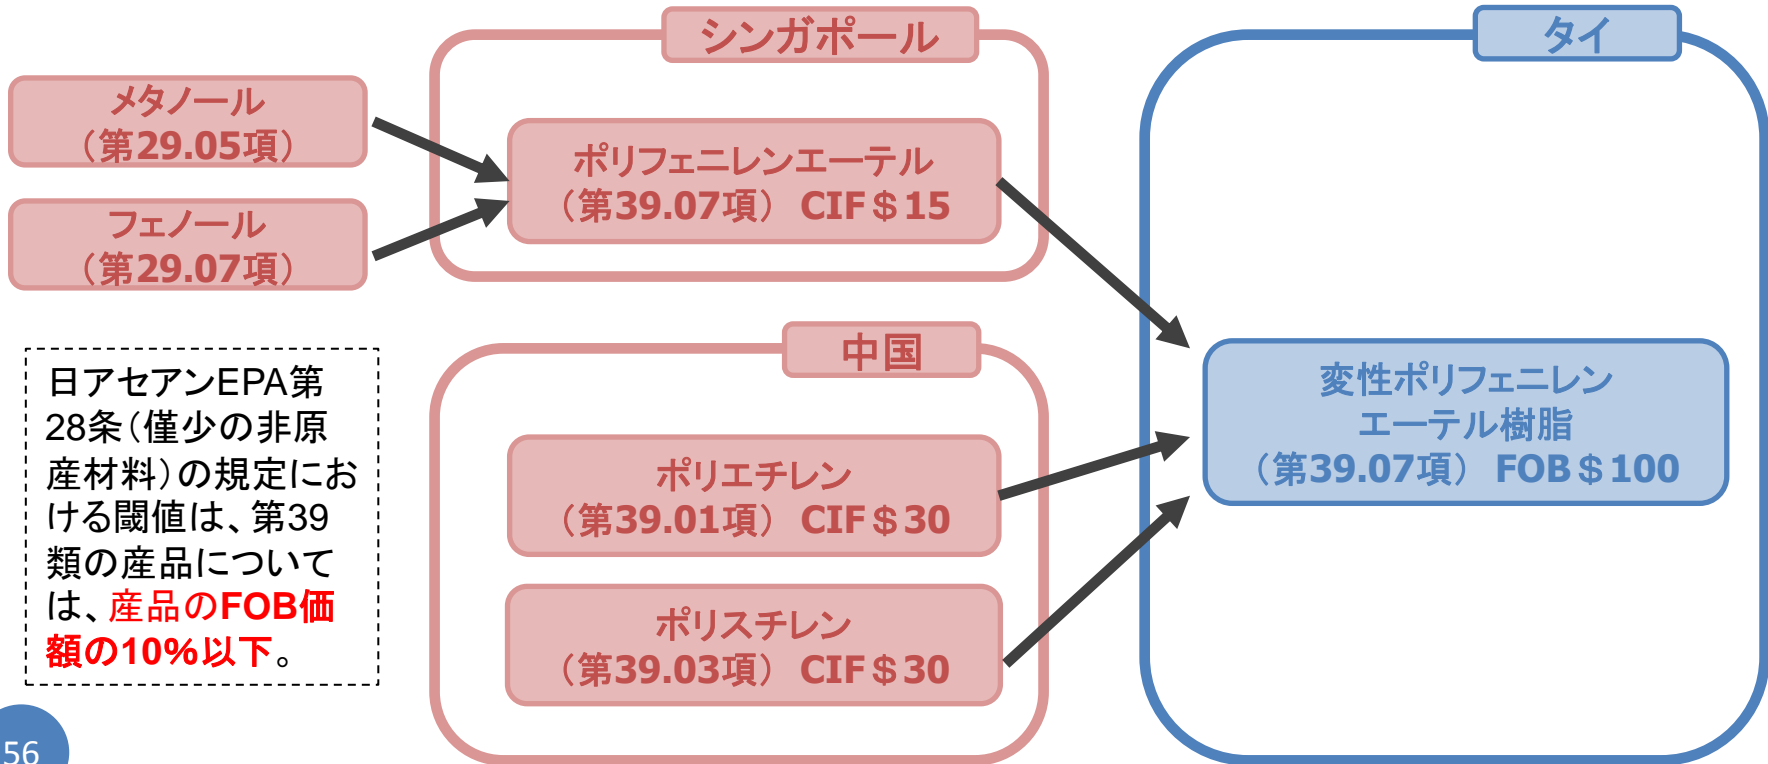 シンガポール
タイ
メタノール
（第29.05項）
フェノール
（第29.07項）
ポリフェニレンエーテル
（第39.07項） CIF＄15
中国
日アセアンEPA第
28条（僅少の非原
産材料）の規定にお
ける閾値は、第39
類の産品について
は、産品のFOB価
額の10%以下。
ポリエチレン
（第39.01項） CIF＄30
ポリスチレン
（第39.03項） CIF＄30
変性ポリフェニレン
エーテル樹脂
（第39.07項） FOB＄100
56